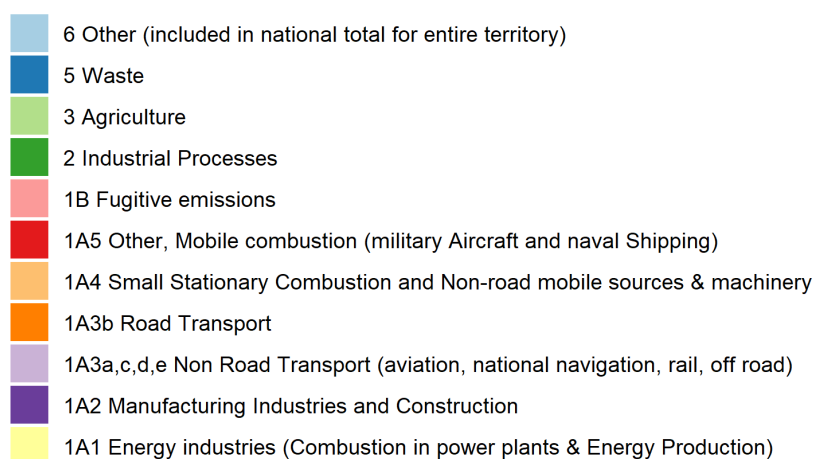 6 Other (included in national total for entire territory)
5 Waste
3 Agriculture
2 Industrial Processes
1B Fugitive emissions
1A5 Other, Mobile combustion (military Aircraft and naval Shipping)
1A4 Small Stationary Combustion and Non-road mobile sources & machinery
1A3b Road Transport
1A3a,c,d,e Non Road Transport (aviation, national navigation, rail, off road)
1A2 Manufacturing Industries and Construction
1A1 Energy industries (Combustion in power plants & Energy Production)